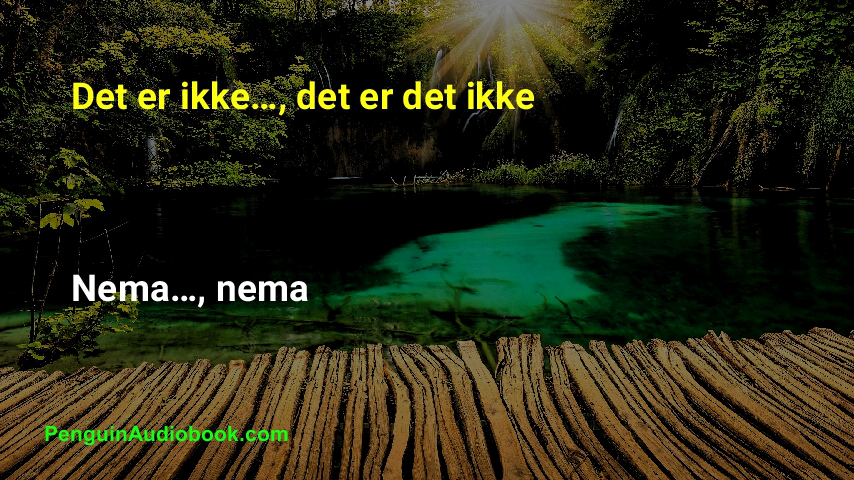 Det er ikke..., det er det ikke
Nema..., nema
PenguinAudiobook.com